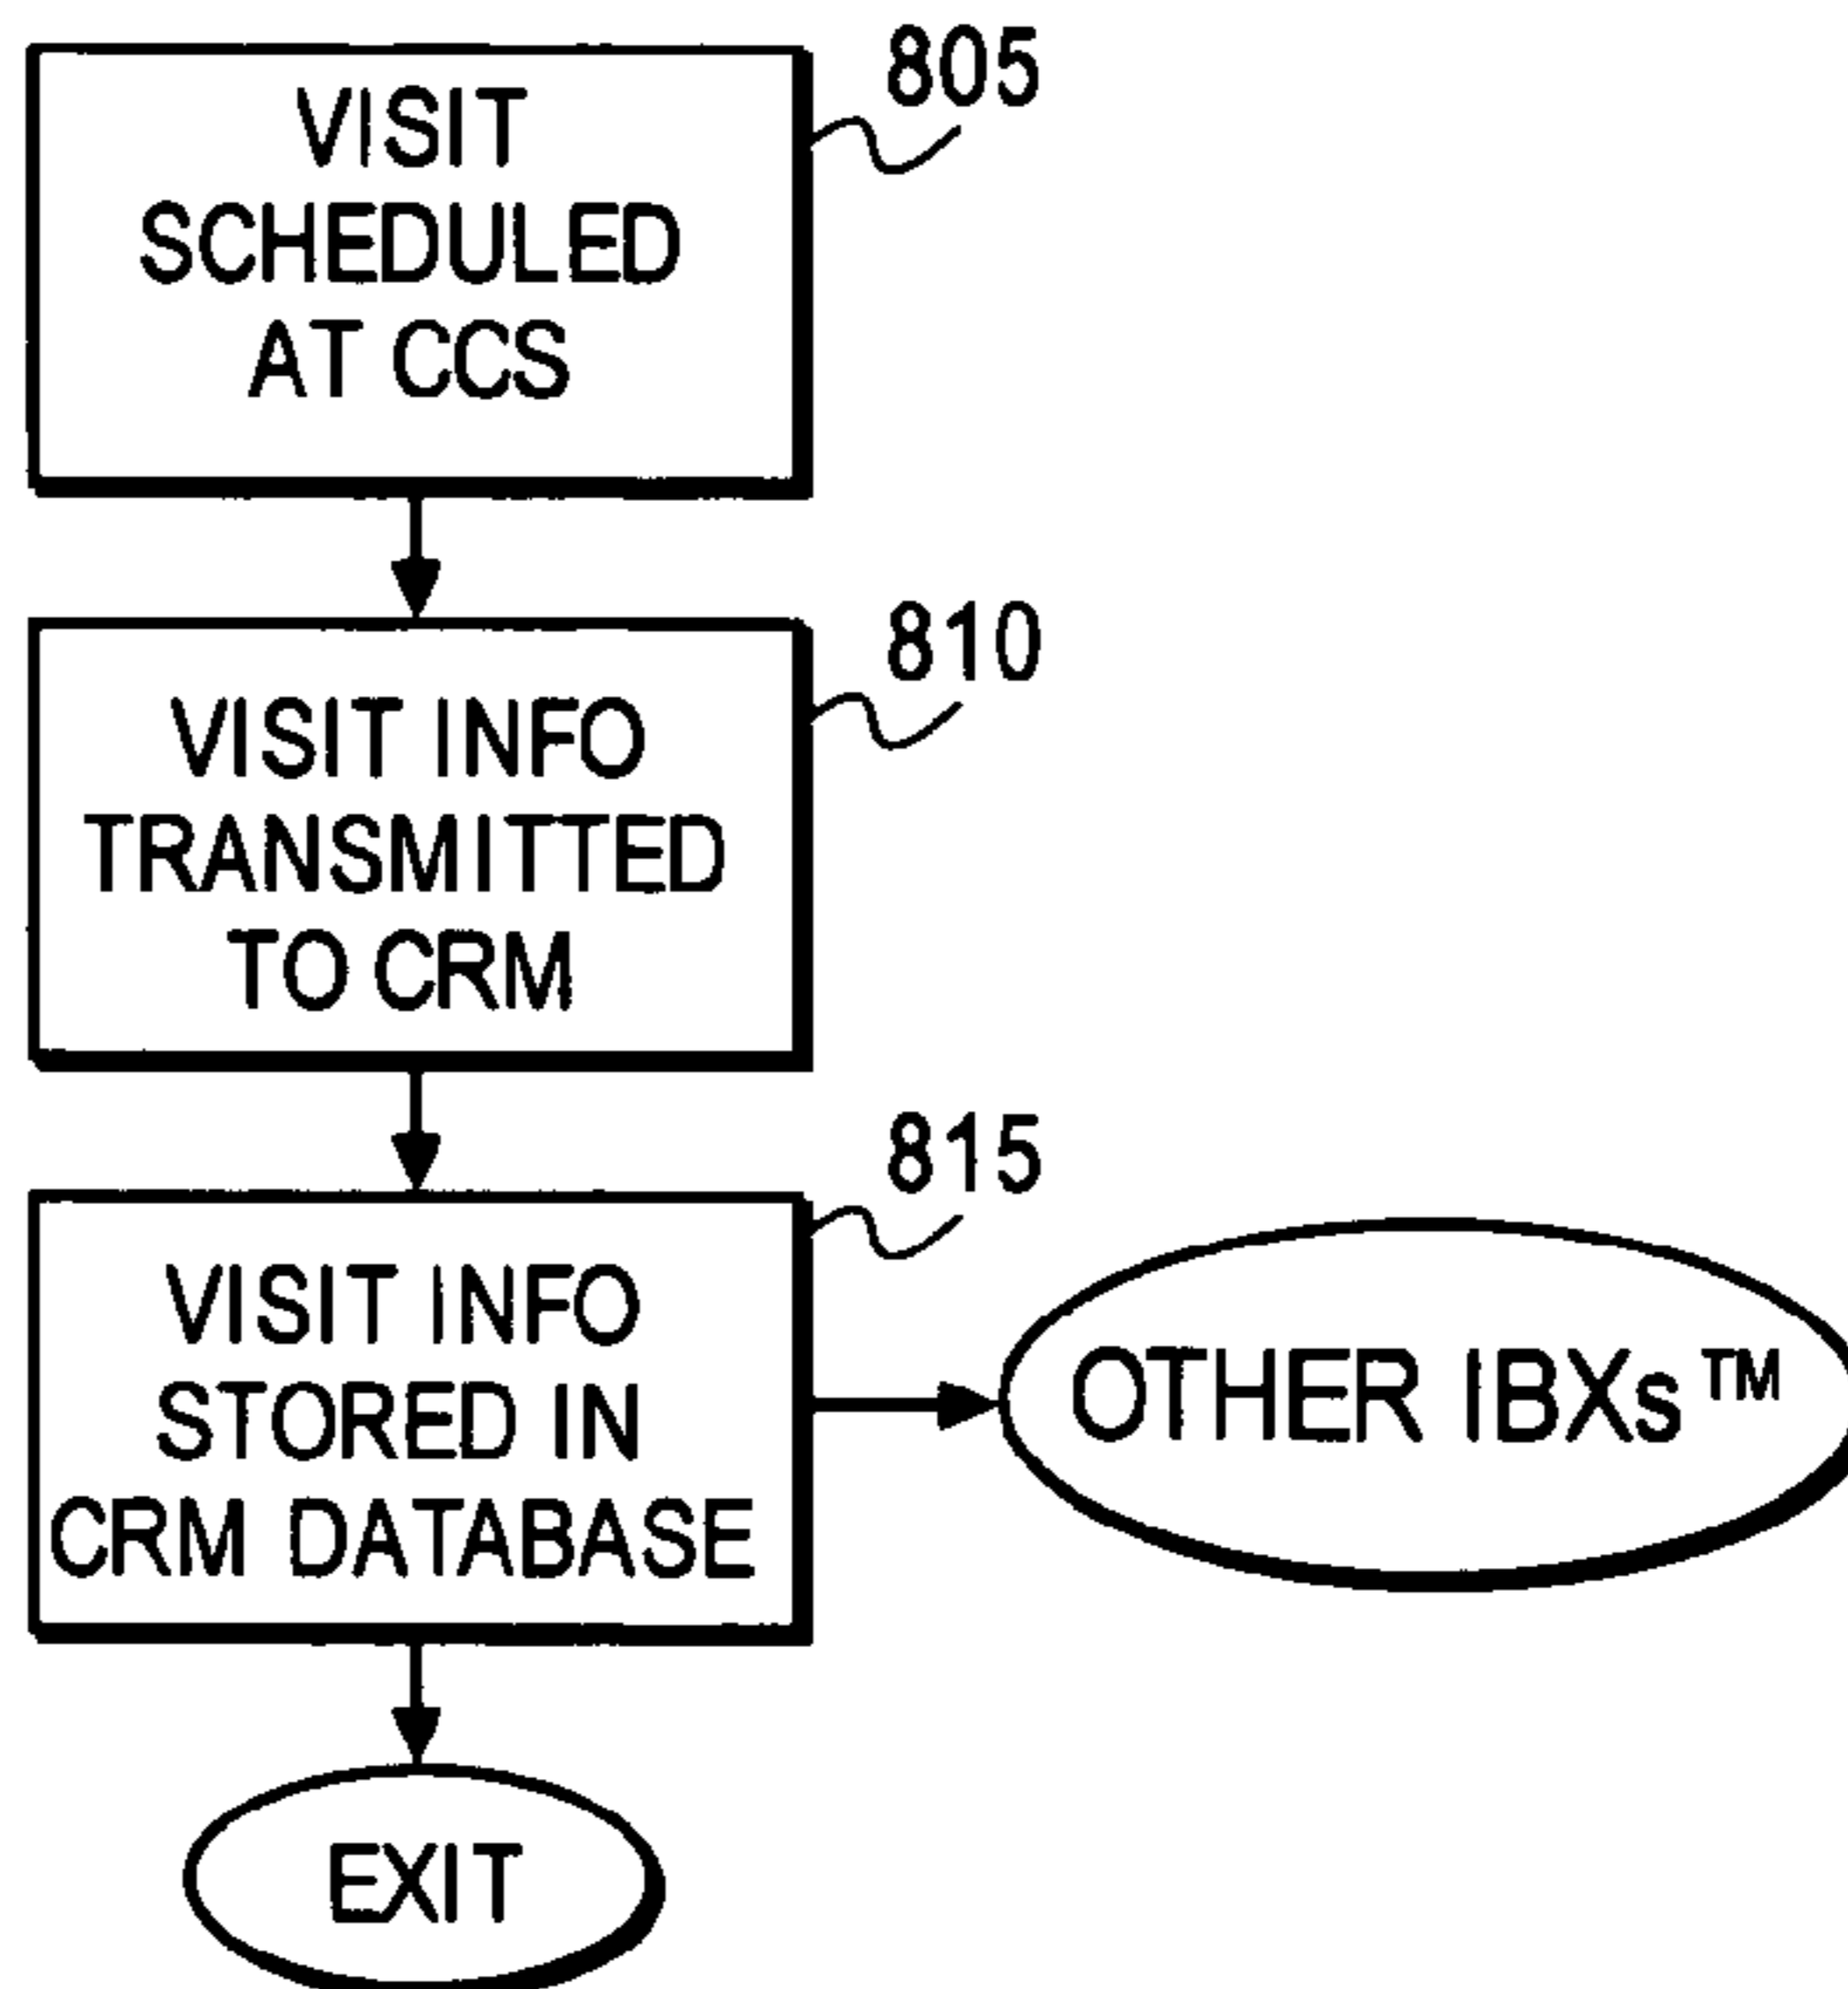 805
VISIT
SCHEDULED
AT CCS
810
VISIT INFO
TRANSMITTED
TO CRM
815
VISIT INFO
STORED IN
CRM DATABASE
OTHER IBXs™
EXIT